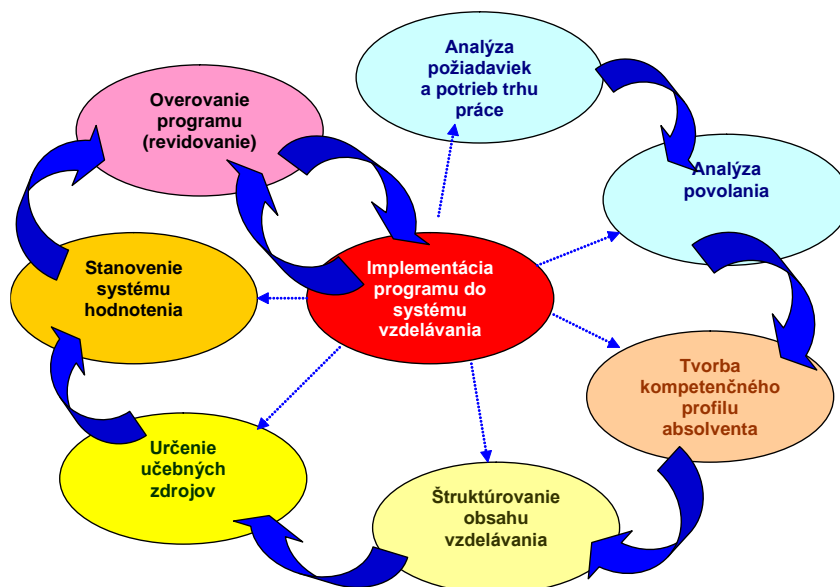 Analýza
požiadaviek
a potrieb trhu
práce
Analýza
povolania
Tvorba
kompetenčného
profilu
absolventa
Štruktúrovanie
obsahu
vzdelávania
Určenie
učebných
zdrojov
Stanovenie
systému
hodnotenia
Overovanie
programu
(revidovanie)
Implementácia
programu do
systému
vzdelávania